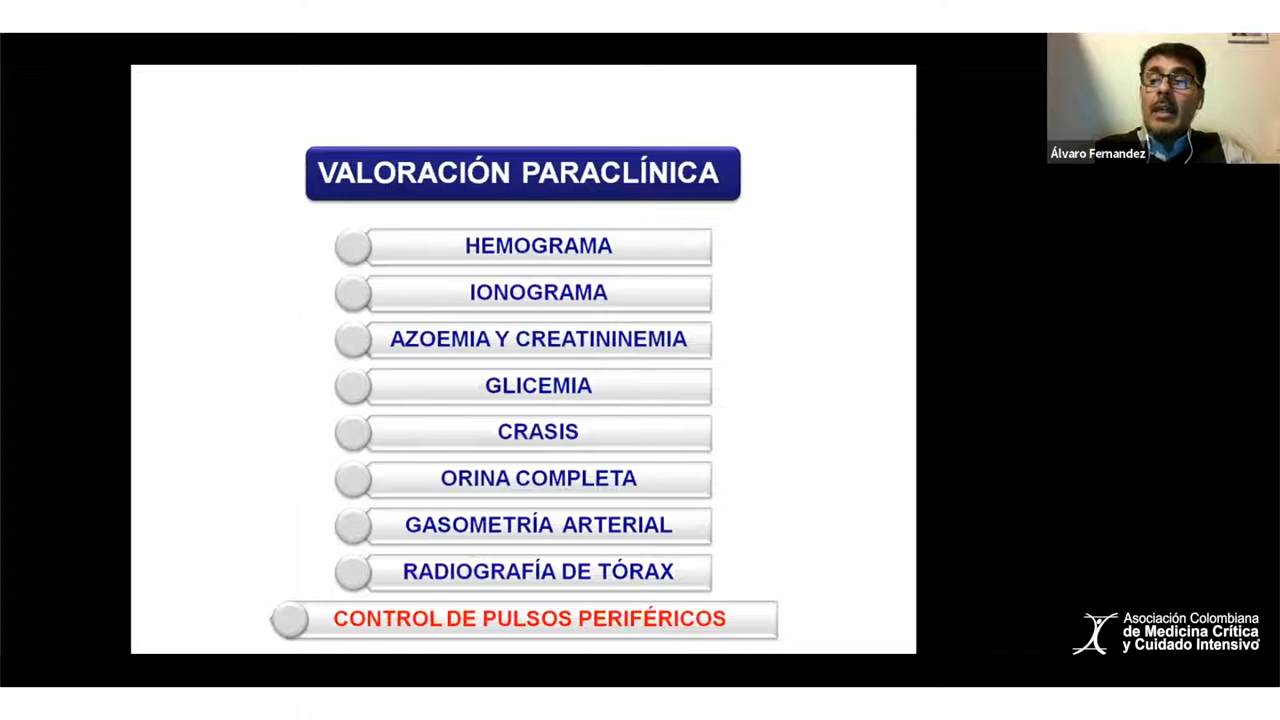 VALORACIÓN PARACLÍNICA
HEMOGRAMA
IONOGRAMA
AZOEMIA Y CREATININEMIA
GLICEMIA
CRASIS
ORINA COMPLETA
GASOMETRÍA ARTERIAL
RADIOGRAFÍA DE TÓRAX
CONTROL DE PULSOS PERIFÉRICOS
Álvaro Fernandez
Asociación Colombiana
de Medicina Crítica
y Cuidado Intensivo